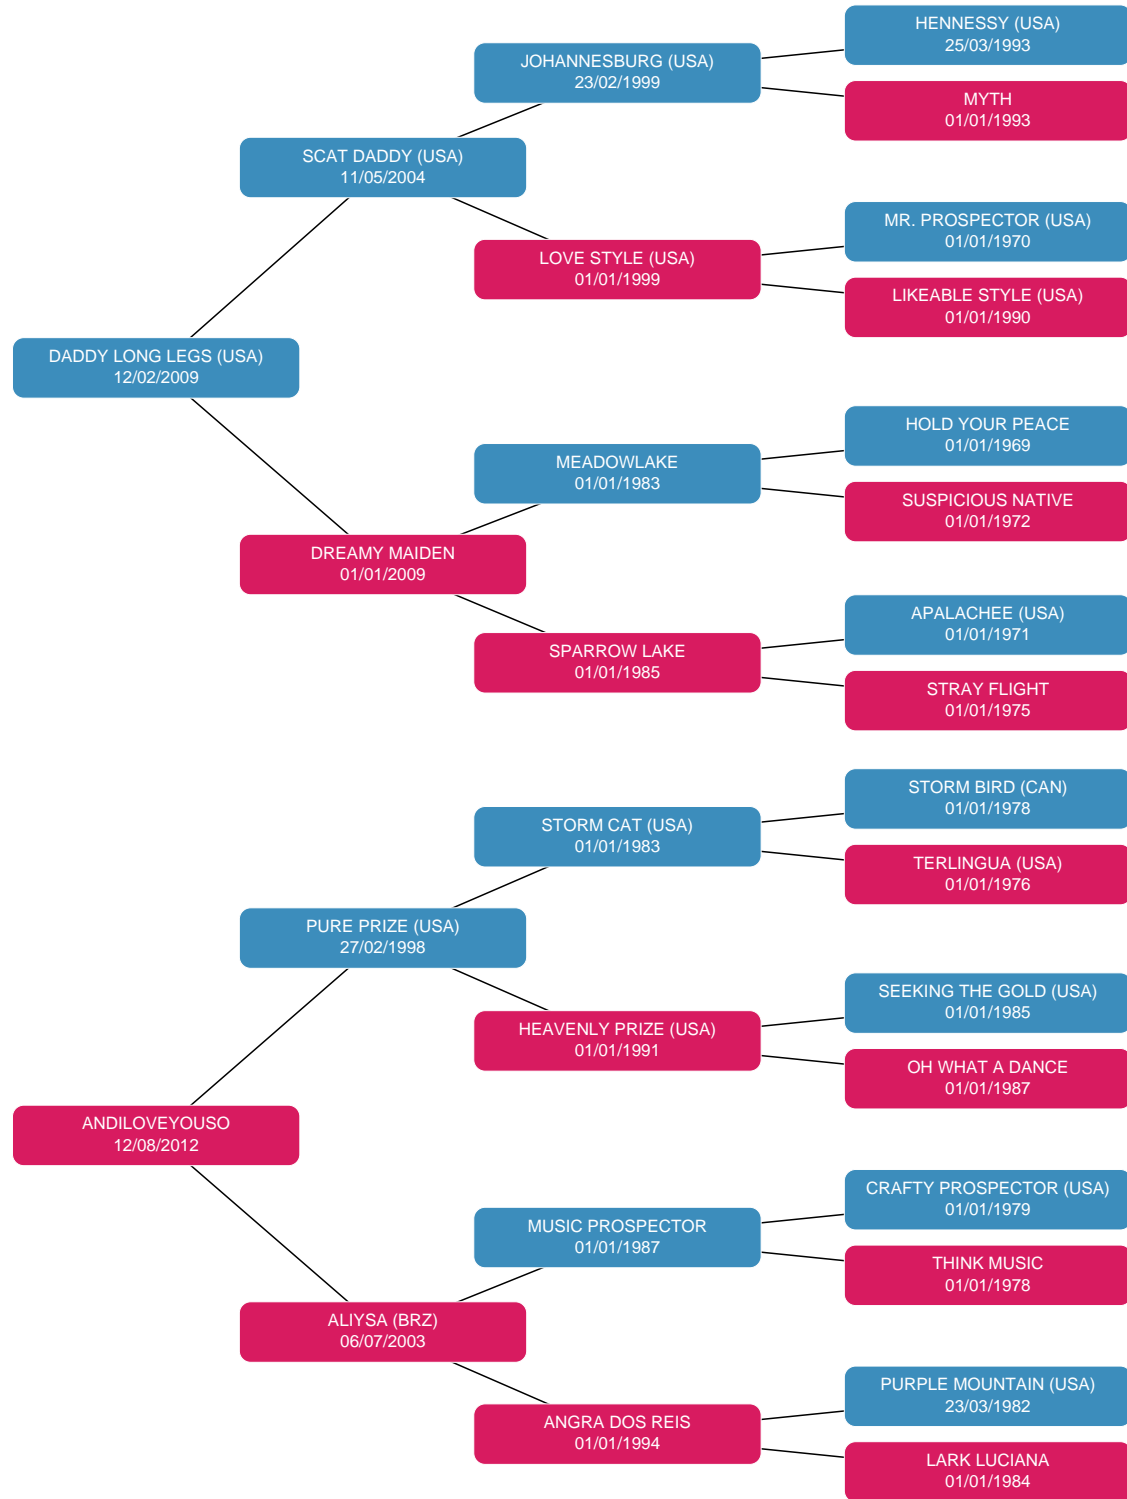 HENNESSY (USA)
25/03/1993
JOHANNESBURG (USA)
23/02/1999
MYTH
01/01/1993
SCAT DADDY (USA)
11/05/2004
MR. PROSPECTOR (USA)
01/01/1970
LOVE STYLE (USA)
01/01/1999
LIKEABLE STYLE (USA)
01/01/1990
DADDY LONG LEGS (USA)
12/02/2009
HOLD YOUR PEACE
01/01/1969
MEADOWLAKE
01/01/1983
SUSPICIOUS NATIVE
01/01/1972
DREAMY MAIDEN
01/01/2009
APALACHEE (USA)
01/01/1971
SPARROW LAKE
01/01/1985
STRAY FLIGHT
01/01/1975
STORM BIRD (CAN)
01/01/1978
STORM CAT (USA)
01/01/1983
TERLINGUA (USA)
01/01/1976
PURE PRIZE (USA)
27/02/1998
SEEKING THE GOLD (USA)
01/01/1985
HEAVENLY PRIZE (USA)
01/01/1991
OH WHAT A DANCE
01/01/1987
ANDILOVEYOUSO
12/08/2012
CRAFTY PROSPECTOR (USA)
01/01/1979
MUSIC PROSPECTOR
01/01/1987
THINK MUSIC
01/01/1978
ALIYSA (BRZ)
06/07/2003
PURPLE MOUNTAIN (USA)
23/03/1982
ANGRA DOS REIS
01/01/1994
LARK LUCIANA
01/01/1984